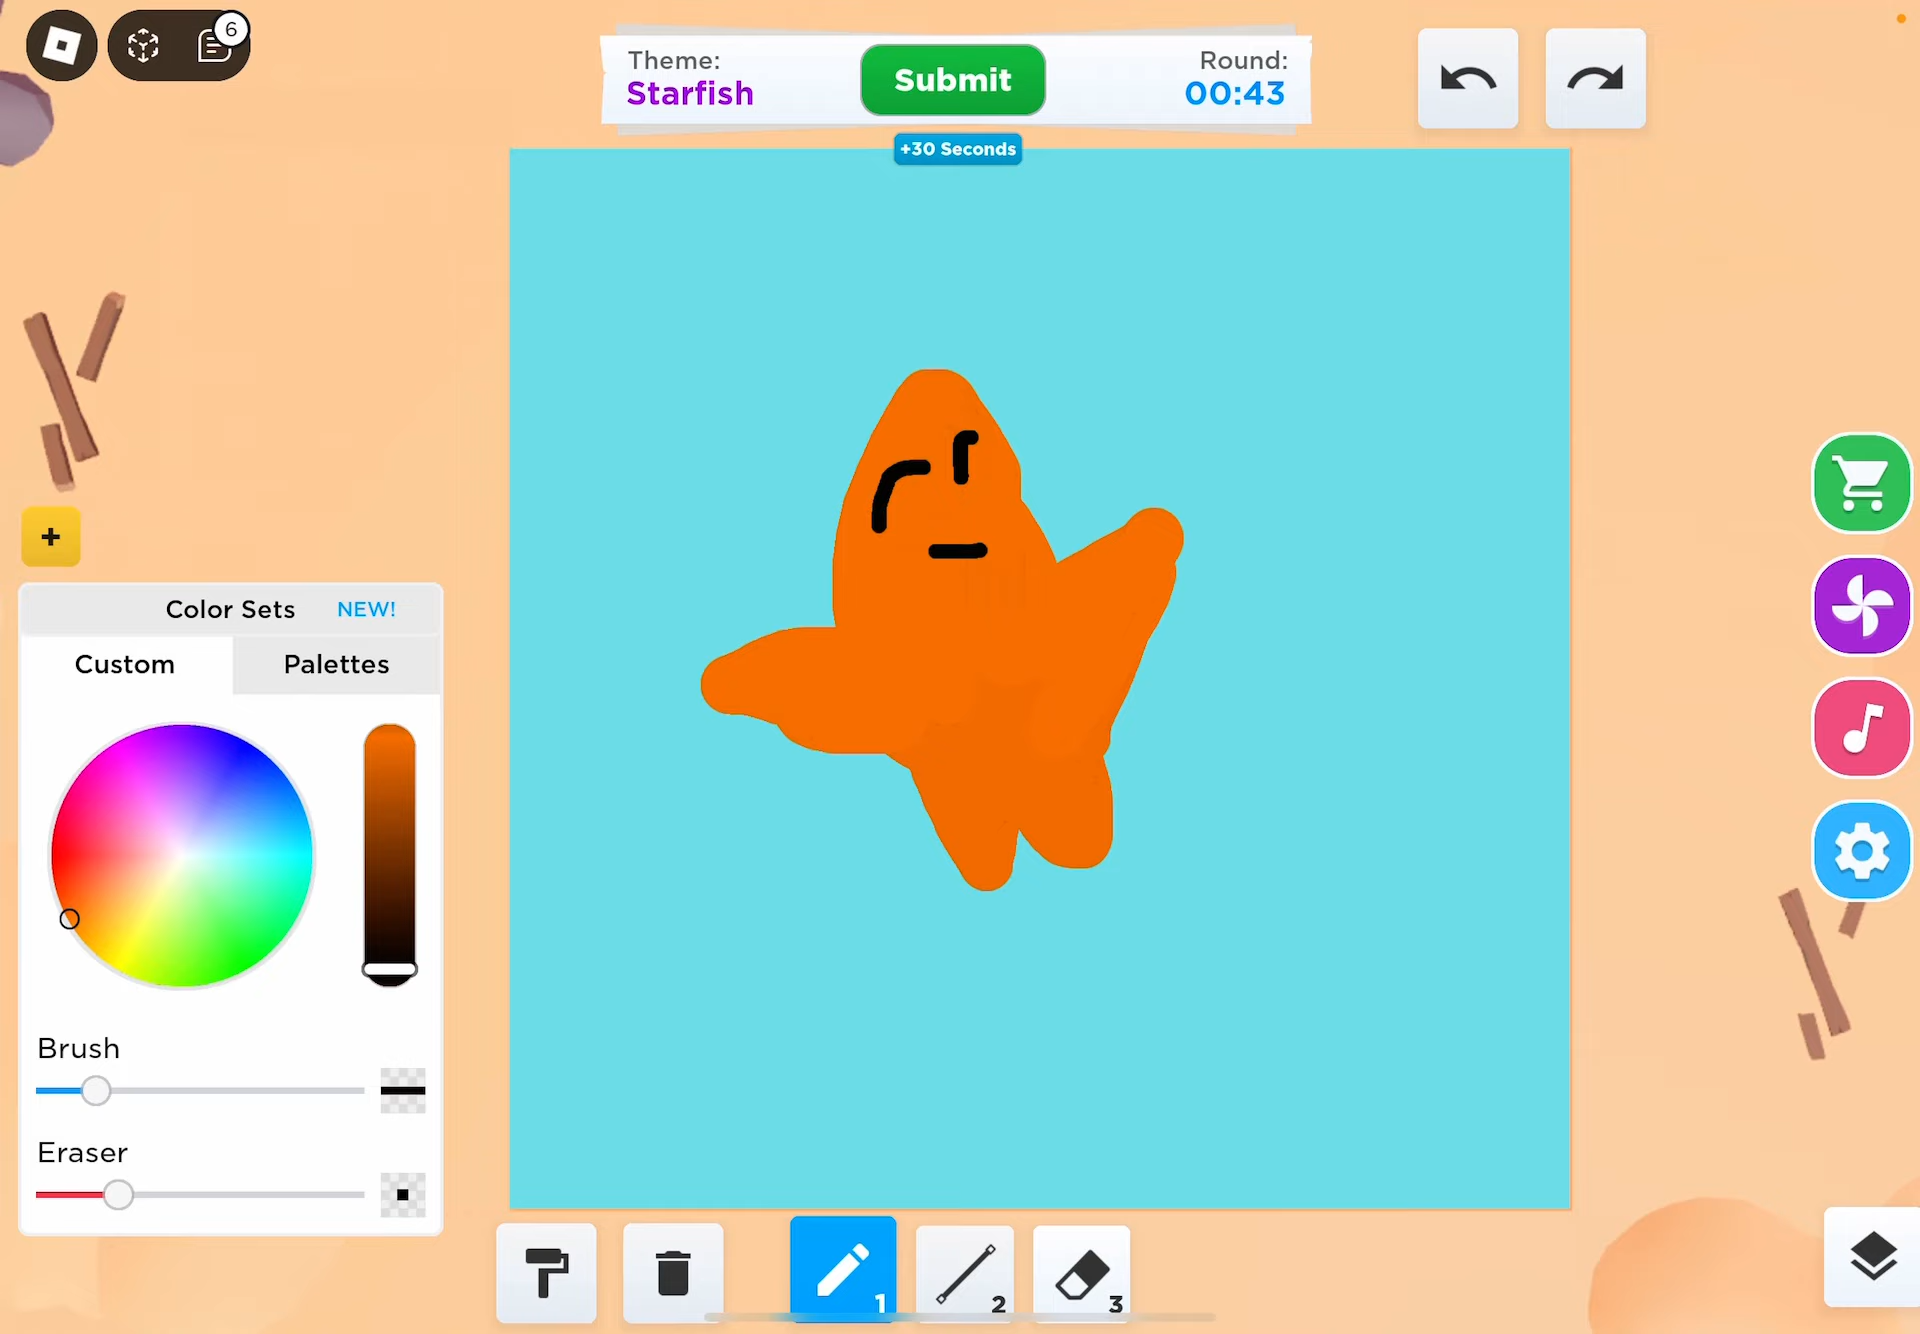 6
Theme:
Starfish
Submit
Round:
00:43
+30 Seconds
+
Color Sets
NEW!
Custom
Palettes
Brush
Eraser
1
2
3